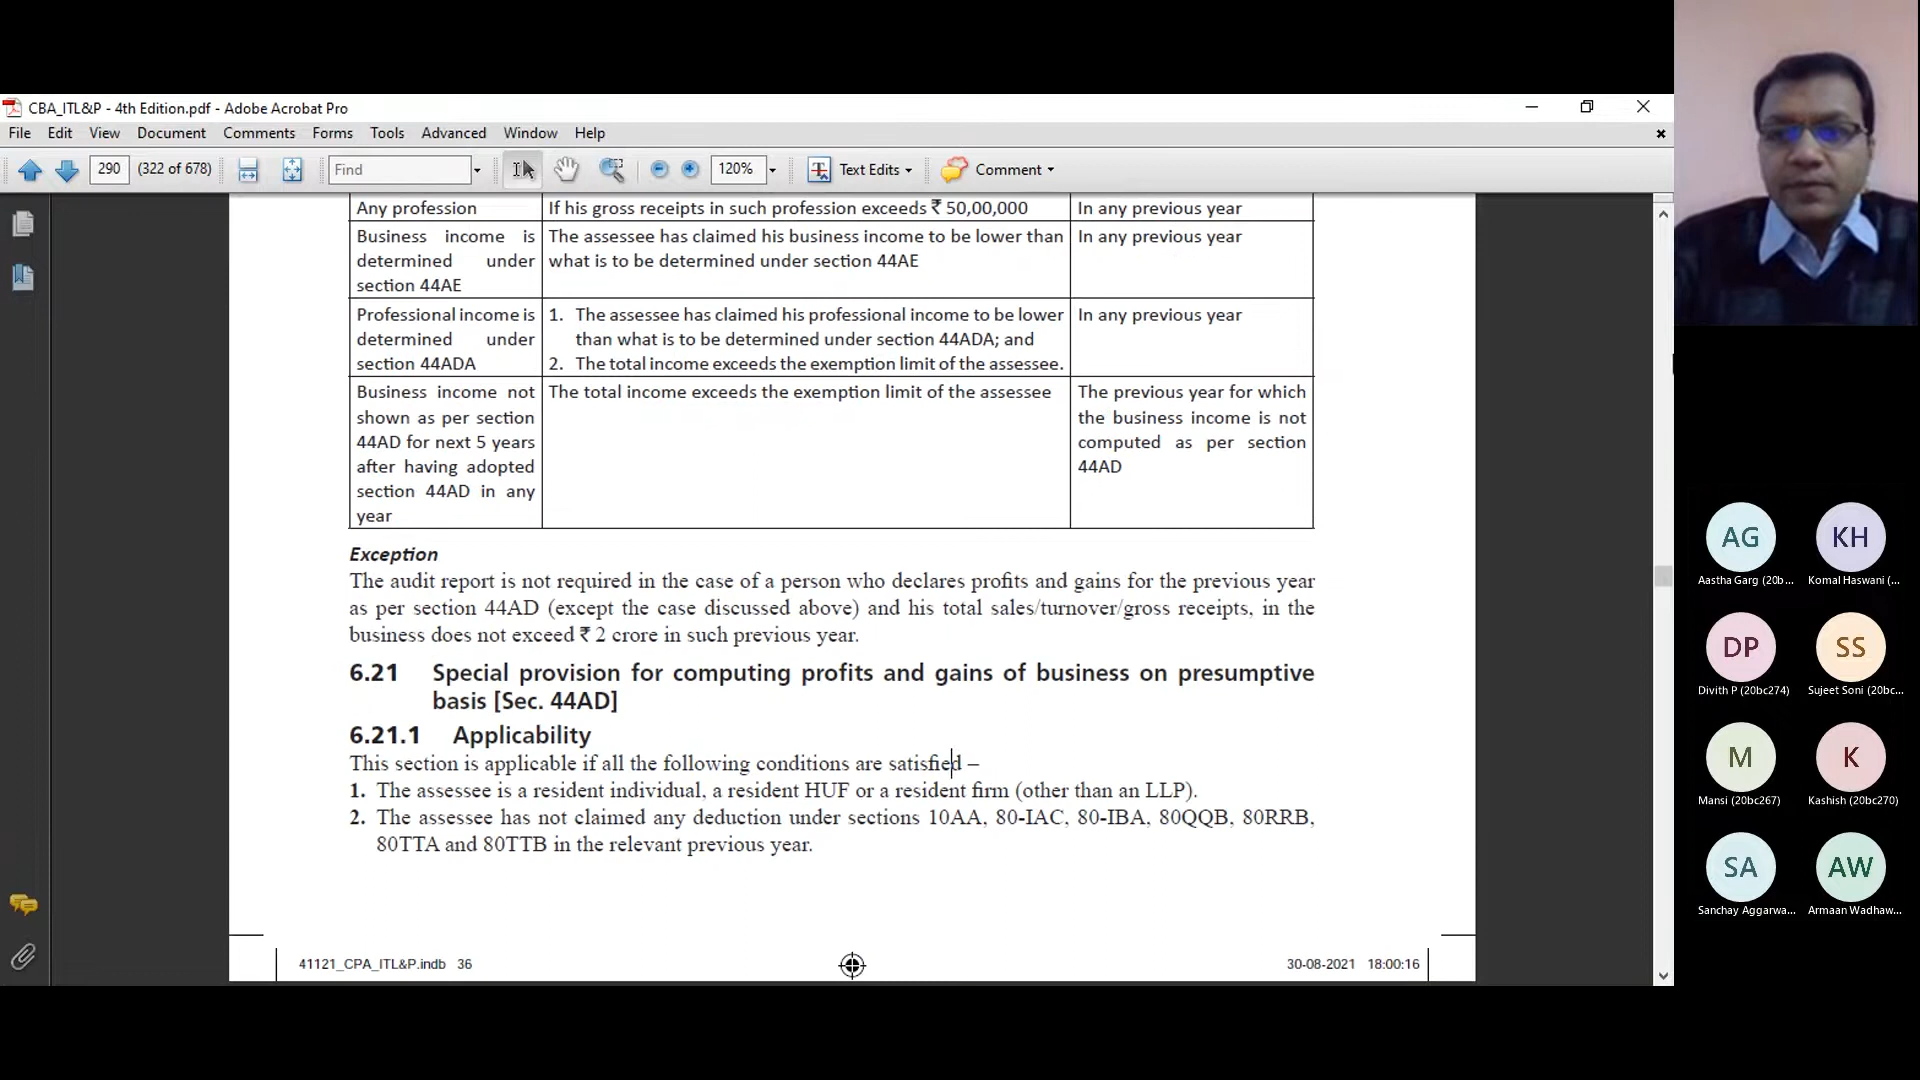 CBA_ITL&P - 4th Edition.pdf - Adobe Acrobat Pro
File Edit View Document Comments Forms Tools Advanced Window Help
290 (322 of 678) Find 120% Text Edits Comment
Any profession If his gross receipts in such profession exceeds ₹ 50,00,000 In any previous year
Business income is The assessee has claimed his business income to be lower than In any previous year
determined under what is to be determined under section 44AE
section 44AE
Professional income is 1. The assessee has claimed his professional income to be lower In any previous year
determined under than what is to be determined under section 44ADA; and
section 44ADA 2. The total income exceeds the exemption limit of the assessee.
Business income not The total income exceeds the exemption limit of the assessee The previous year for which
shown as per section the business income is not
44AD for next 5 years computed as per section
after having adopted 44AD
section 44AD in any
year
Exception
The audit report is not required in the case of a person who declares profits and gains for the previous year
as per section 44AD (except the case discussed above) and his total sales/turnover/gross receipts, in the
business does not exceed ₹ 2 crore in such previous year.
6.21 Special provision for computing profits and gains of business on presumptive
basis [Sec. 44AD]
6.21.1 Applicability
This section is applicable if all the following conditions are satisfied –
1. The assessee is a resident individual, a resident HUF or a resident firm (other than an LLP).
2. The assessee has not claimed any deduction under sections 10AA, 80-IAC, 80-IBA, 80QQB, 80RRB,
80TTA and 80TTB in the relevant previous year.
41121_CPA_ITL&P.indb 36 30-08-2021 18:00:16
AG KH
Aastha Garg (20b... Komal Haswani (...
DP SS
Divith P (20bc274) Sujeet Soni (20bc...
M K
Mansi (20bc267) Kashish (20bc270)
SA AW
Sanchay Aggarwa... Armaan Wadhaw...